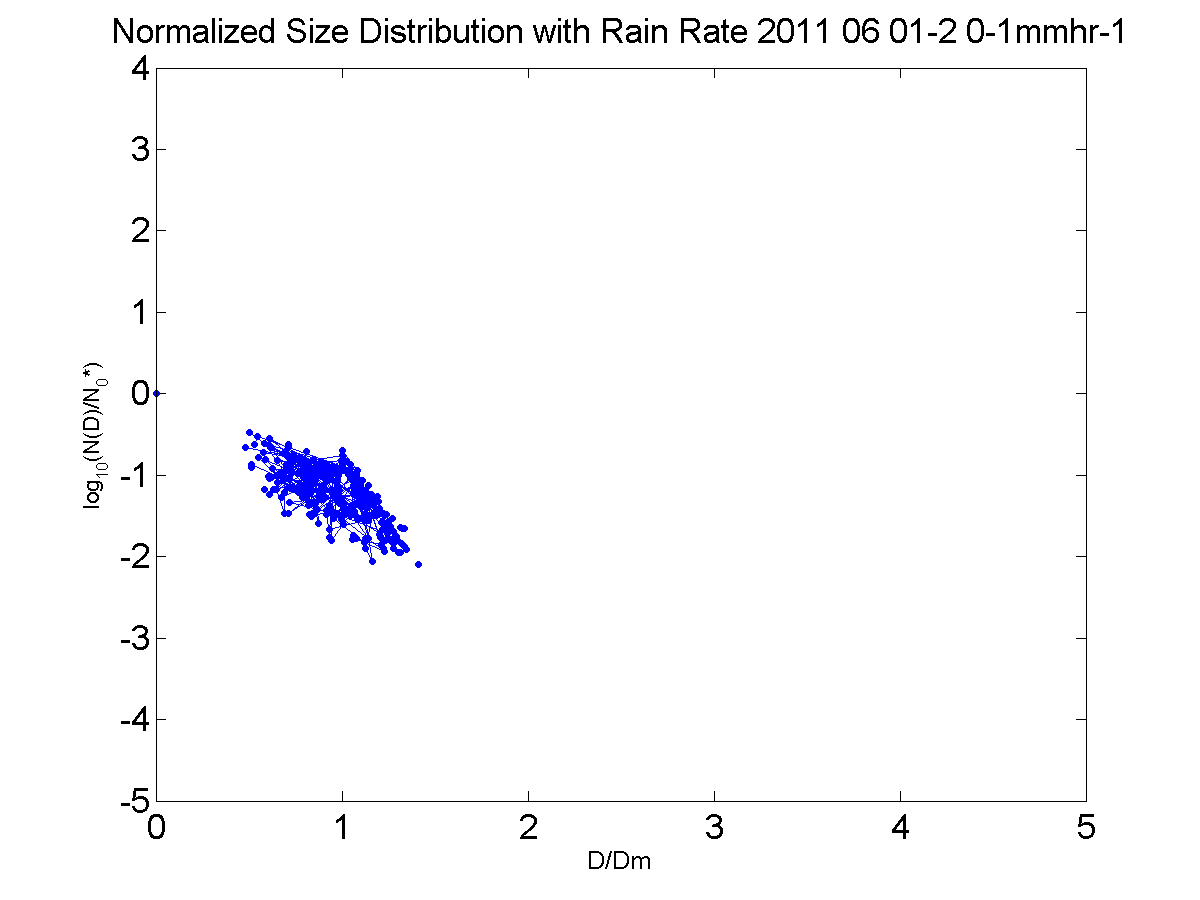 Normalized Size Distribution with Rain Rate 2011 06 01-2 0-1mmhr-1
4
3
2
1
0
-1
-2
-3
-4
-5
log10(N(D)/N0*)
0 1 2 3 4 5
D/Dm